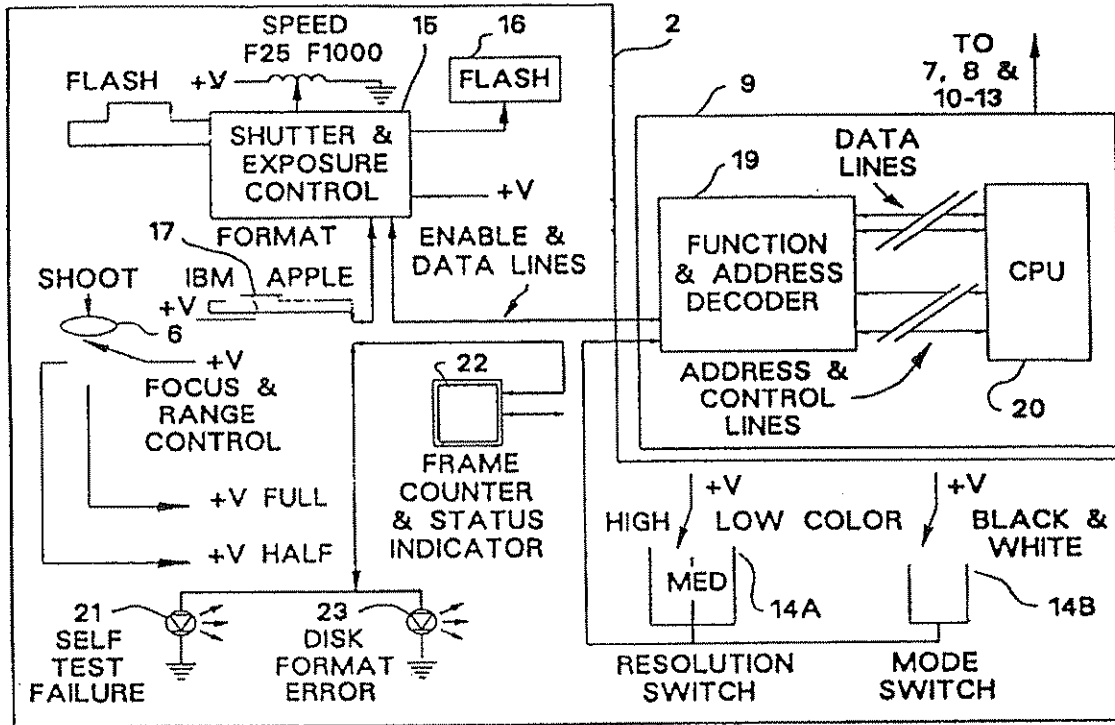 SPEED
F25 F1000
15
16
2
TO
7, 8 &
10-13
FLASH
+V
FLASH
9
SHUTTER &
EXPOSURE
CONTROL
+V
19
DATA
LINES
FUNCTION
& ADDRESS
DECODER
CPU
17
FORMAT
ENABLE &
DATA LINES
IBM APPLE
+V
SHOOT
6
+V
FOCUS &
RANGE
CONTROL
22
FRAME
COUNTER
& STATUS
INDICATOR
ADDRESS &
CONTROL
LINES
20
+V FULL
+V HALF
+V
HIGH
LOW
MED
14A
RESOLUTION
SWITCH
+V
COLOR
BLACK &
WHITE
14B
MODE
SWITCH
21
SELF
TEST
FAILURE
23
DISK
FORMAT
ERROR